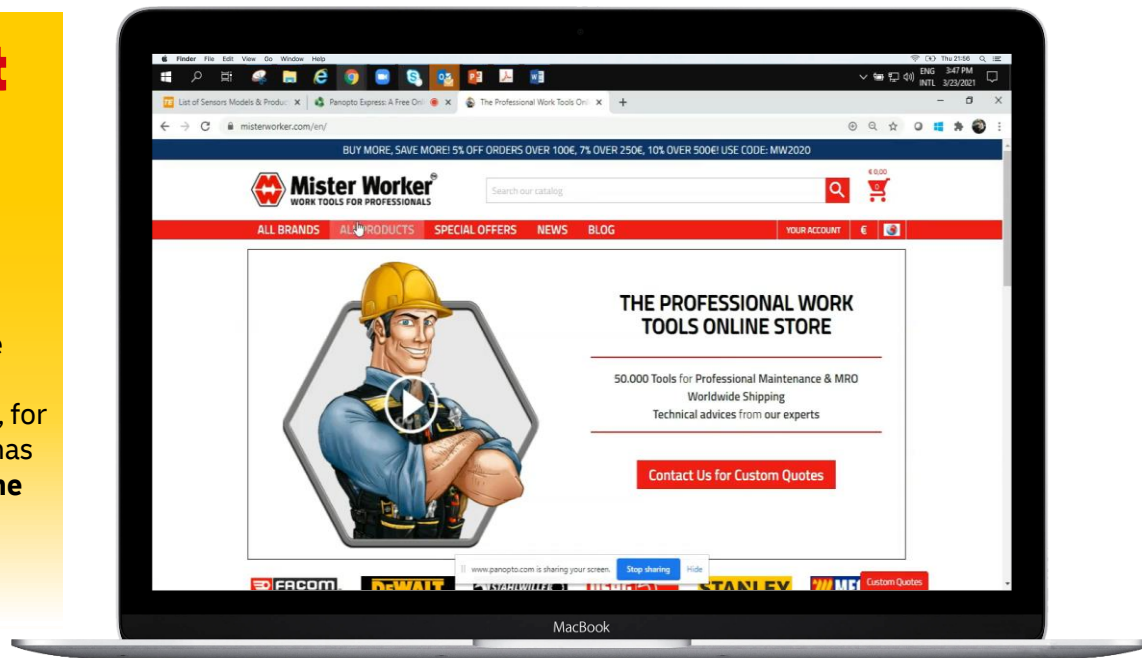 t
, for
has
Finder File Edit View Go Window Help
Thu 21:56
ENG 3:47 PM
INTL 3/23/2021
List of Sensors Models & Produc
Panopto Express: A Free Onl
The Professional Work Tools Onl
misterworker.com/en/
BUY MORE, SAVE MORE! 5% OFF ORDERS OVER 100€, 7% OVER 250€, 10% OVER 500€! USE CODE: MW2020
Mister Worker®
WORK TOOLS FOR PROFESSIONALS
Search our catalog
€ 0,00
0
ALL BRANDS ALL PRODUCTS SPECIAL OFFERS NEWS BLOG YOUR ACCOUNT €
THE PROFESSIONAL WORK
TOOLS ONLINE STORE
50.000 Tools for Professional Maintenance & MRO
Worldwide Shipping
Technical advices from our experts
Contact Us for Custom Quotes
www.panopto.com is sharing your screen. Stop sharing Hide
FACOM DEWALT STAHLWILLE STANLEY
Custom Quotes
MacBook